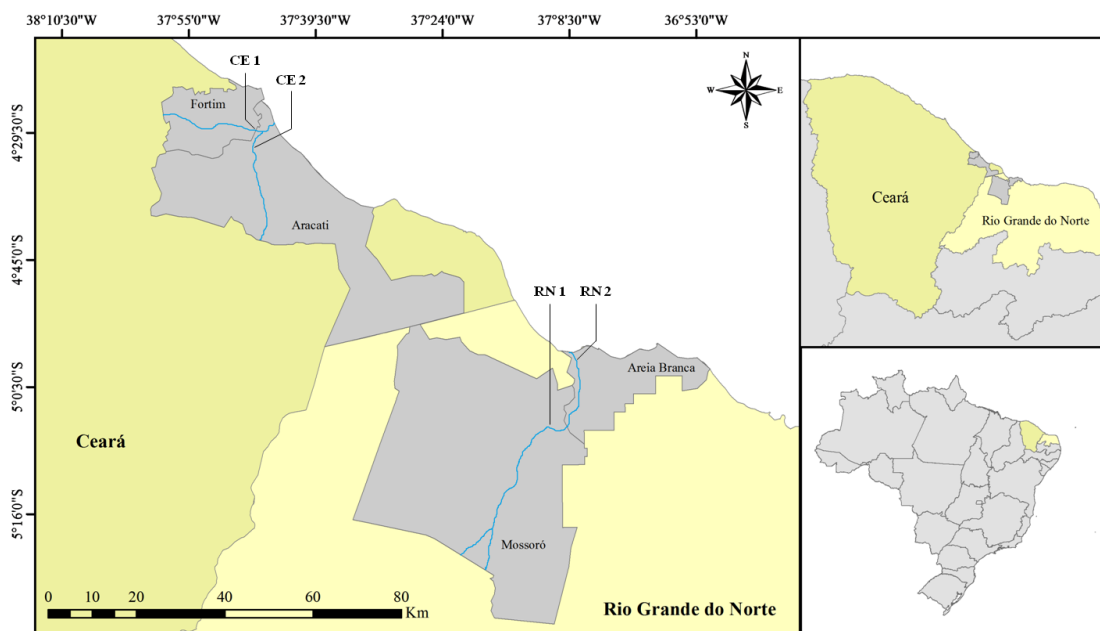 38°10'30"W 37°55'0"W 37°39'30"W 37°24'0"W 37°8'30"W 36°53'0"W
4°29'30"S
4°45'0"S
5°0'30"S
5°16'0"S
CE 1
CE 2
Fortim
Aracati
N
W E
S
RN 1 RN 2
Areia Branca
Mossoró
Ceará
Rio Grande do Norte
0 10 20 40 60 80
Km
Ceará
Rio Grande do Norte